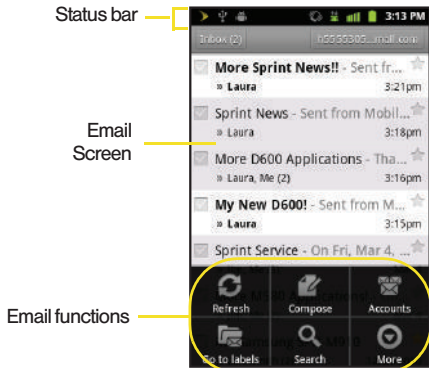 Status bar
3:13 PM
Inbox (2)
More Sprint News!! - Sent fr...
» Laura 3:21pm
Sprint News - Sent from Mobil...
» Laura 3:18pm
Email
Screen
More D600 Applications - Tha...
» Laura, Me (2) 3:16pm
My New D600! - Sent from M...
» Laura 3:15pm
Sprint Service - On Fri, Mar 4, ...
Email functions
Refresh Compose Accounts
Go to labels Search More